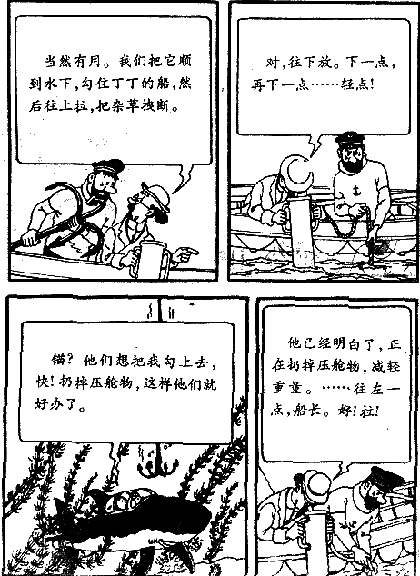 当然有用。我们把它顺
到水下,勾住丁丁的船,然
后往上拉,把杂草拽断。
对,往下放。下一点,
再下一点……轻点!
锚?他们想把我勾上去,
快!扔掉压舱物,这样他们就
好办了。
他已经明白了,正
在扔掉压舱物,减轻
重量。……往左一
点,船长。好!拉!